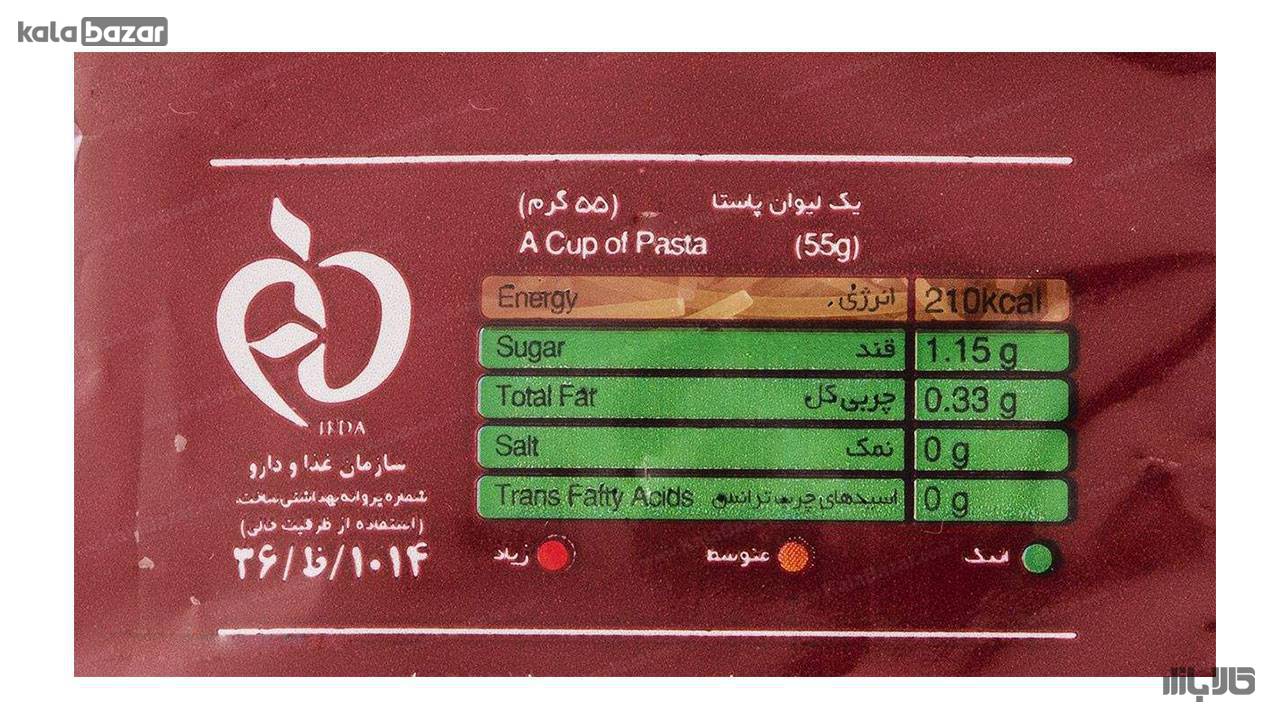 kala bazar
یک لیوان پاستا (۵۵ گرم)
A Cup of Pasta (55g)
Energy انرژی 210kcal
Sugar قند 1.15 g
Total Fat چربی کل 0.33 g
Salt نمک 0 g
Trans Fatty Acids اسیدهای چرب ترانس 0 g
اندک متوسط زیاد
IFDA
سازمان غذا و دارو
شماره پروانه بهداشتی ساخت
(استفاده از ظرفیت خالی)
۳۶/ظ/۱۰۱۴
کالابازار